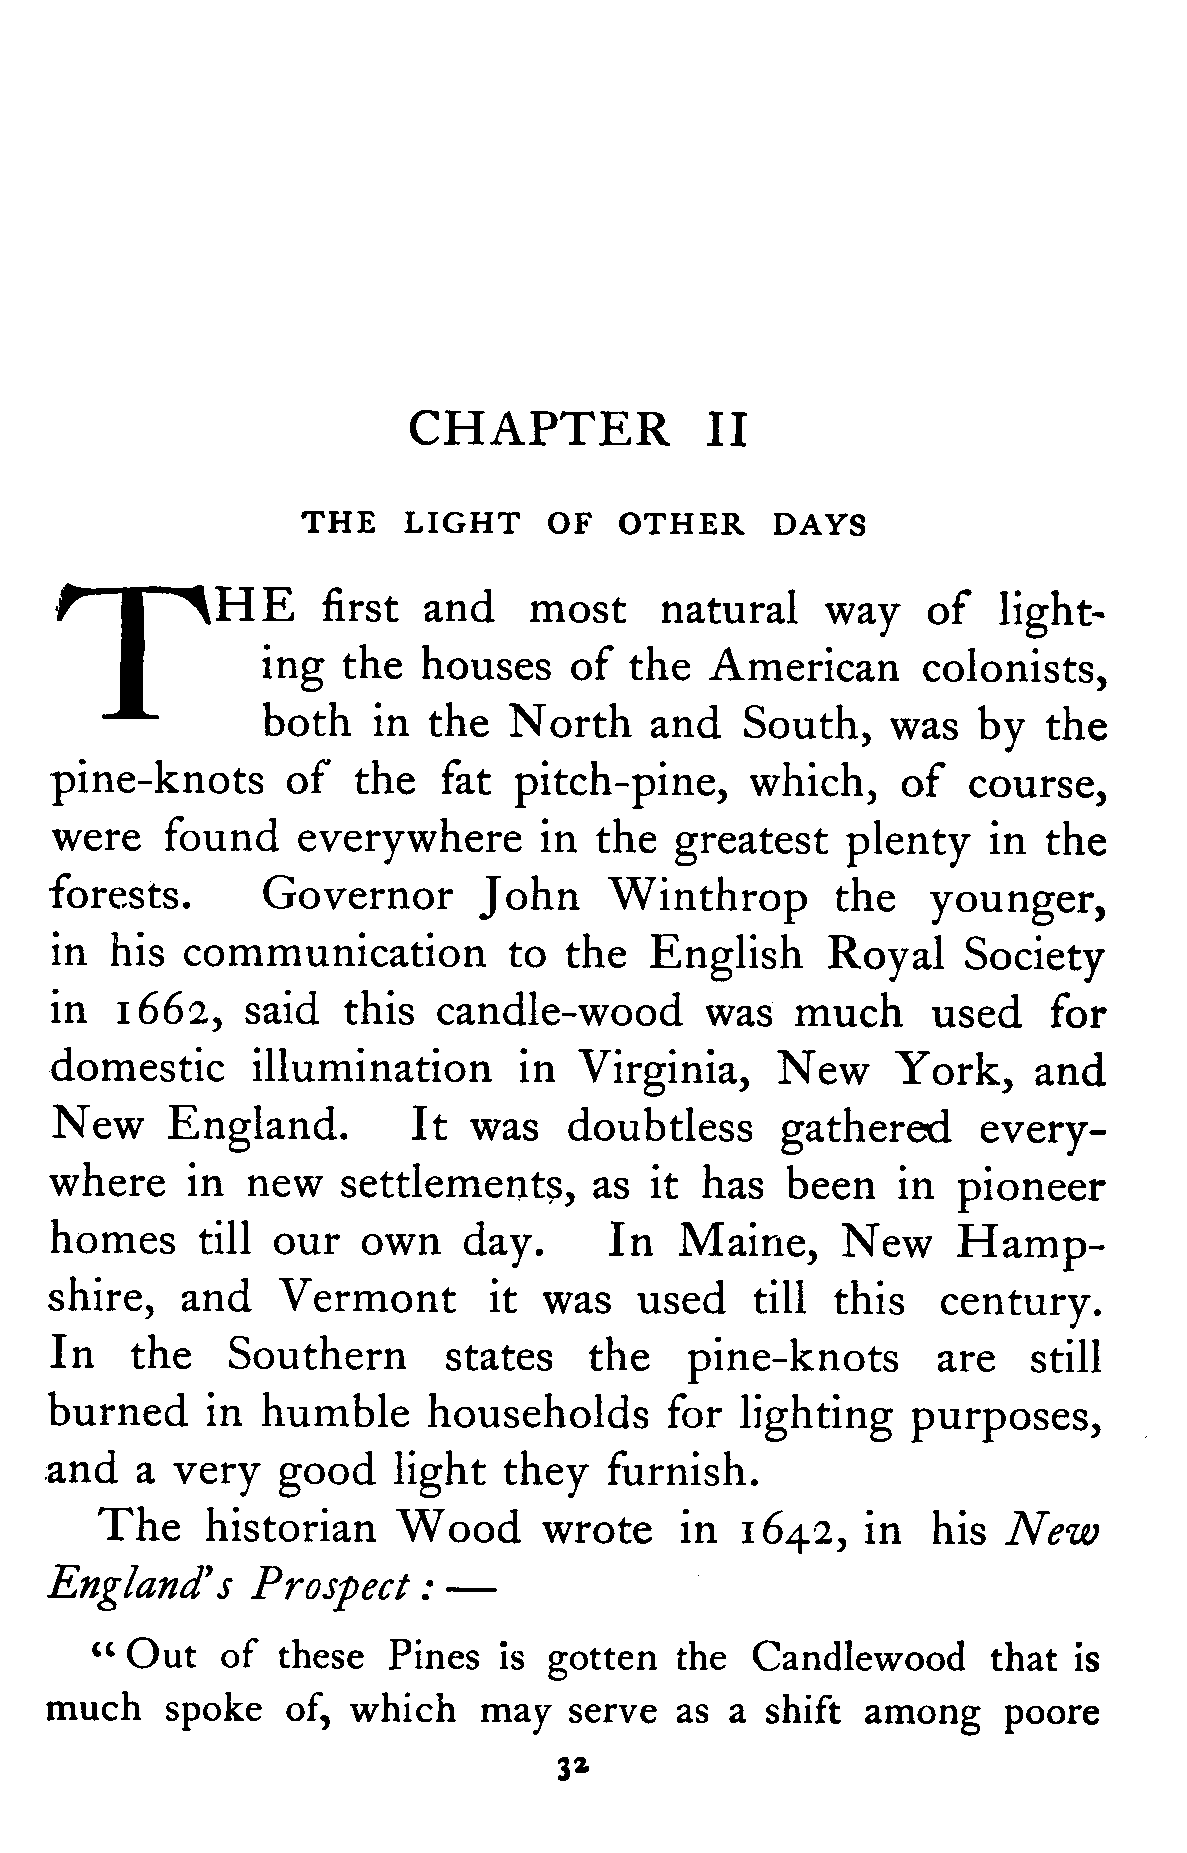 CHAPTER II
THE LIGHT OF OTHER DAYS
THE first and most natural way of light-
ing the houses of the American colonists,
both in the North and South, was by the
pine-knots of the fat pitch-pine, which, of course,
were found everywhere in the greatest plenty in the
forests. Governor John Winthrop the younger,
in his communication to the English Royal Society
in 1662, said this candle-wood was much used for
domestic illumination in Virginia, New York, and
New England. It was doubtless gathered every-
where in new settlements, as it has been in pioneer
homes till our own day. In Maine, New Hamp-
shire, and Vermont it was used till this century.
In the Southern states the pine-knots are still
burned in humble households for lighting purposes,
and a very good light they furnish.
The historian Wood wrote in 1642, in his New
England's Prospect : —
“ Out of these Pines is gotten the Candlewood that is
much spoke of, which may serve as a shift among poore
32